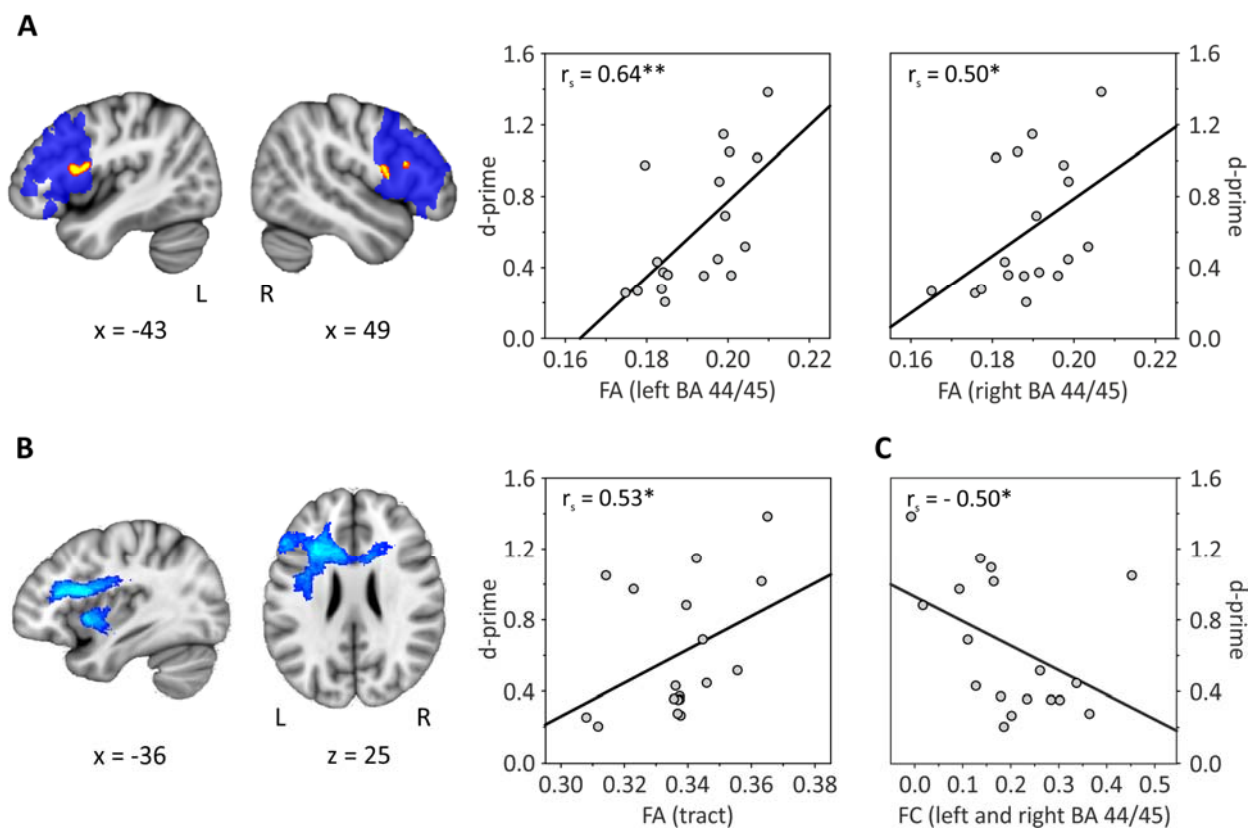 A
L R
x = -43 x = 49
d-prime
1.6
1.2
0.8
0.4
0.0
r_s = 0.64**
0.16 0.18 0.20 0.22
FA (left BA 44/45)
r_s = 0.50*
0.16 0.18 0.20 0.22
FA (right BA 44/45)
1.6
1.2
0.8
0.4
0.0
d-prime
B
L R
x = -36 z = 25
d-prime
1.6
1.2
0.8
0.4
0.0
r_s = 0.53*
0.30 0.32 0.34 0.36 0.38
FA (tract)
C
r_s = - 0.50*
0.0 0.1 0.2 0.3 0.4 0.5
FC (left and right BA 44/45)
1.6
1.2
0.8
0.4
0.0
d-prime